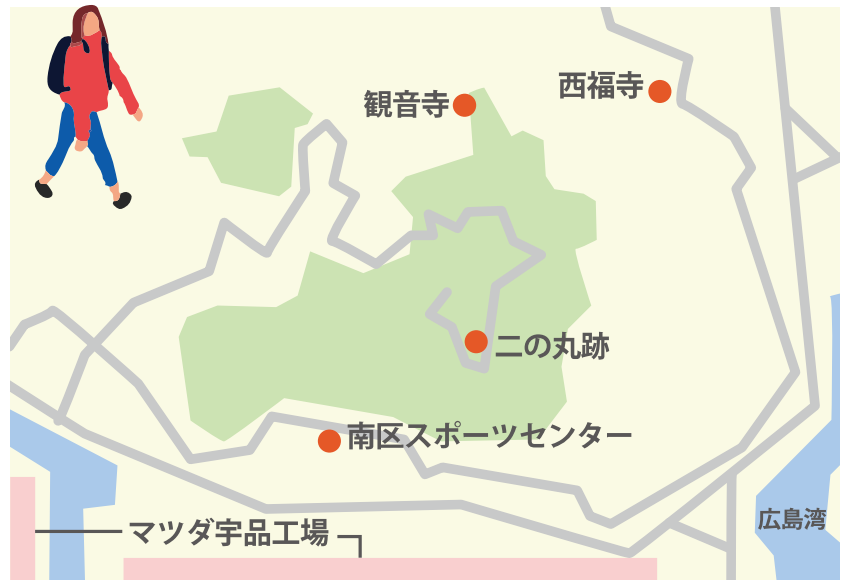 西福寺
観音寺
二の丸跡
南区スポーツセンター
広島湾
マツダ宇品工場